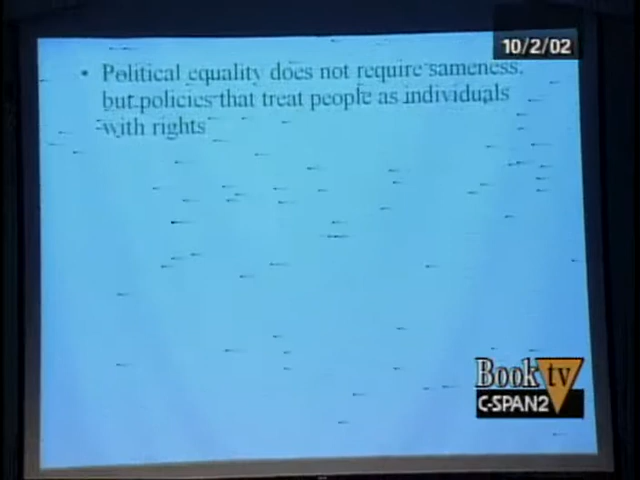 10/2/02
• Political equality does not require sameness,
but policies that treat people as individuals
with rights
Book tv
C-SPAN2